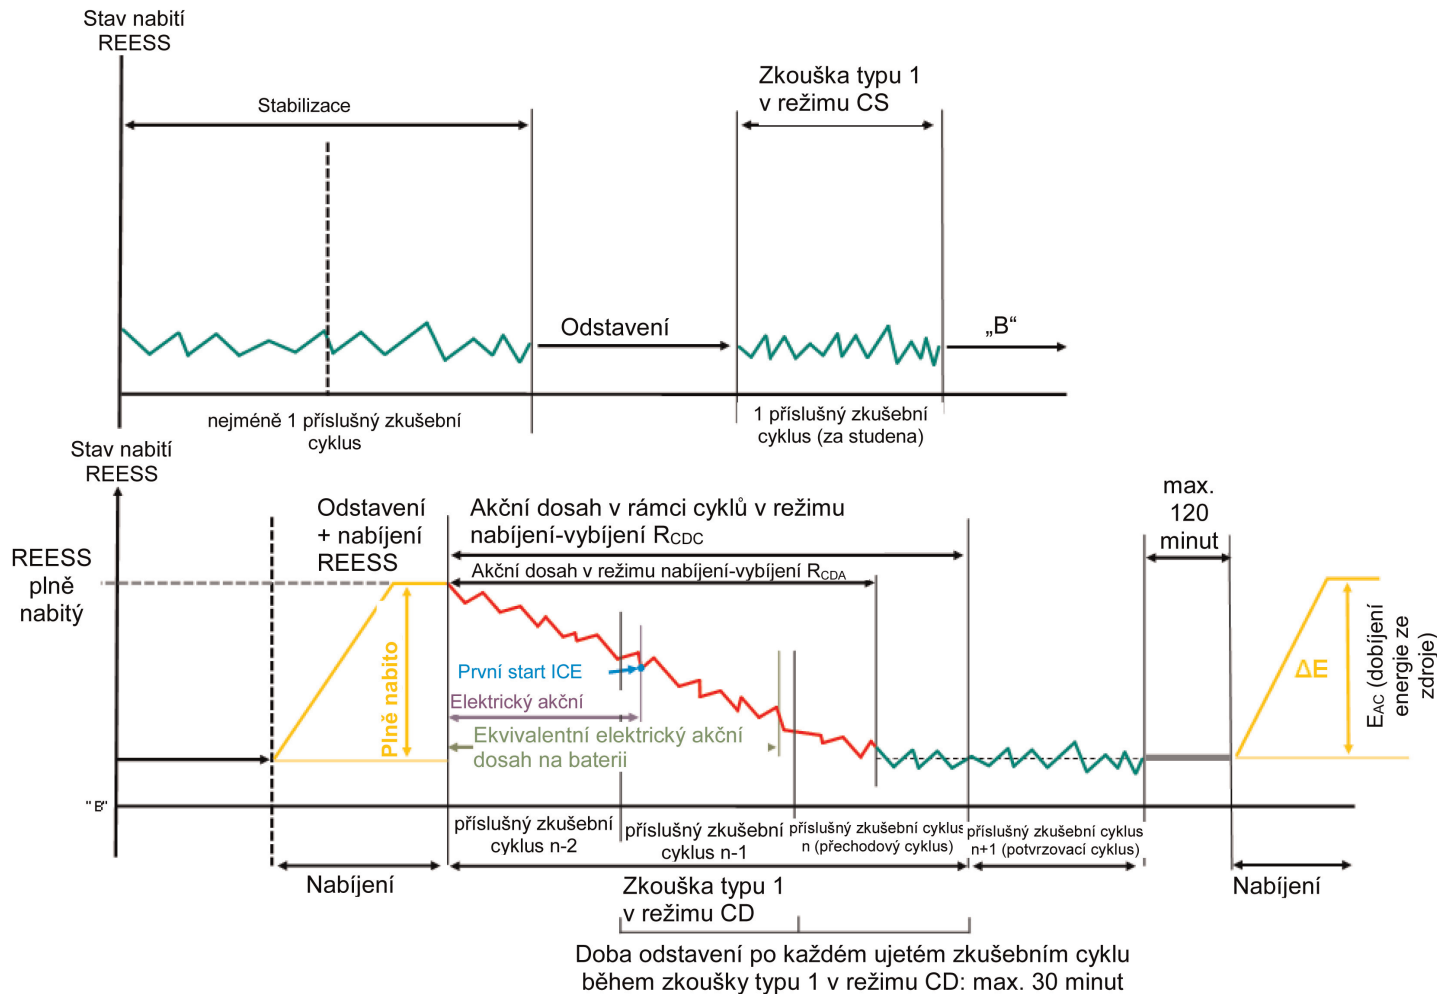 Stav nabití
REESS
Stabilizace
Zkouška typu 1
v režimu CS
Odstavení
„B“
nejméně 1 příslušný zkušební
cyklus
1 příslušný zkušební
cyklus (za studena)
Stav nabití
REESS
REESS
plně
nabitý
Odstavení
+ nabíjení
REESS
Akční dosah v rámci cyklů v režimu
nabíjení-vybíjení RCDC
Akční dosah v režimu nabíjení-vybíjení RCDA
max.
120
minut
Plně nabito
První start ICE
Elektrický akční
Ekvivalentní elektrický akční
dosah na baterii
ΔE
EAC (dobíjení
energie ze
zdroje)
"B"
příslušný zkušební
cyklus n-2
příslušný zkušební
cyklus n-1
příslušný zkušební cyklus
n (přechodový cyklus)
příslušný zkušební cyklus
n+1 (potvrzovací cyklus)
Nabíjení
Zkouška typu 1
v režimu CD
Nabíjení
Doba odstavení po každém ujetém zkušebním cyklu
během zkoušky typu 1 v režimu CD: max. 30 minut